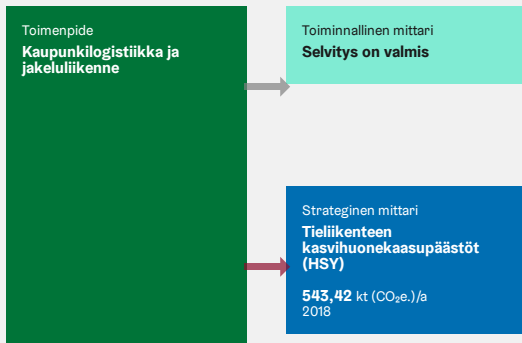 Toimenpide
Kaupunkilogistiikka ja
jakeluliikenne
Toiminnallinen mittari
Selvitys on valmis
Strateginen mittari
Tieliikenteen
kasvihuonekaasupäästöt
(HSY)
543,42 kt (CO₂e.)/a
2018